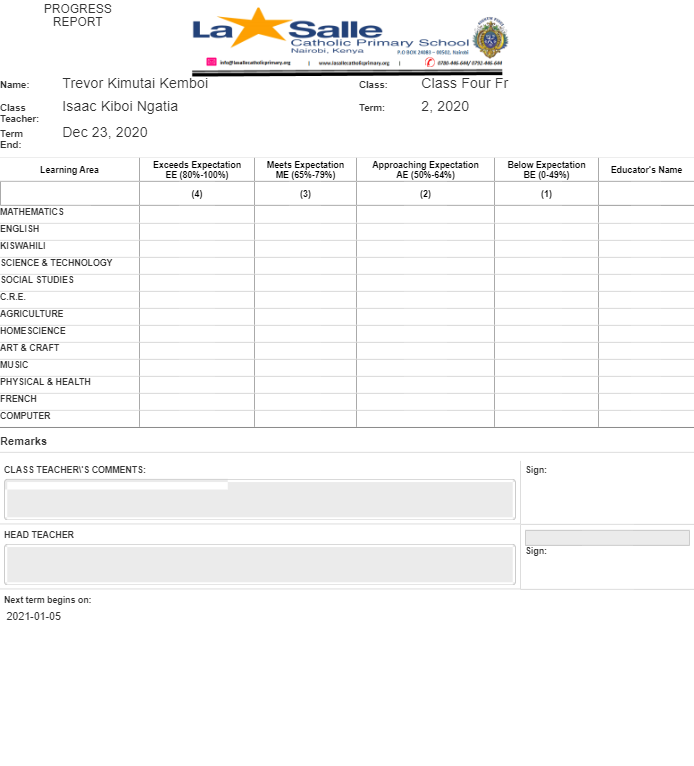 PROGRESS
REPORT
La Salle
Catholic Primary School
Nairobi, Kenya
P.O BOX 24083 - 00502, Nairobi
info@lasallecatholicprimary.org | www.lasallecatholicprimary.org | 0780-446-644/ 0792-446-644
Name: Trevor Kimutai Kemboi Class: Class Four Fr
Class Teacher: Isaac Kiboi Ngatia Term: 2, 2020
Term End: Dec 23, 2020
Learning Area Exceeds Expectation EE (80%-100%) Meets Expectation ME (65%-79%) Approaching Expectation AE (50%-64%) Below Expectation BE (0-49%) Educator's Name
(4) (3) (2) (1)
MATHEMATICS
ENGLISH
KISWAHILI
SCIENCE & TECHNOLOGY
SOCIAL STUDIES
C.R.E.
AGRICULTURE
HOMESCIENCE
ART & CRAFT
MUSIC
PHYSICAL & HEALTH
FRENCH
COMPUTER
Remarks
CLASS TEACHER\'S COMMENTS: Sign:
HEAD TEACHER
Sign:
Next term begins on:
2021-01-05